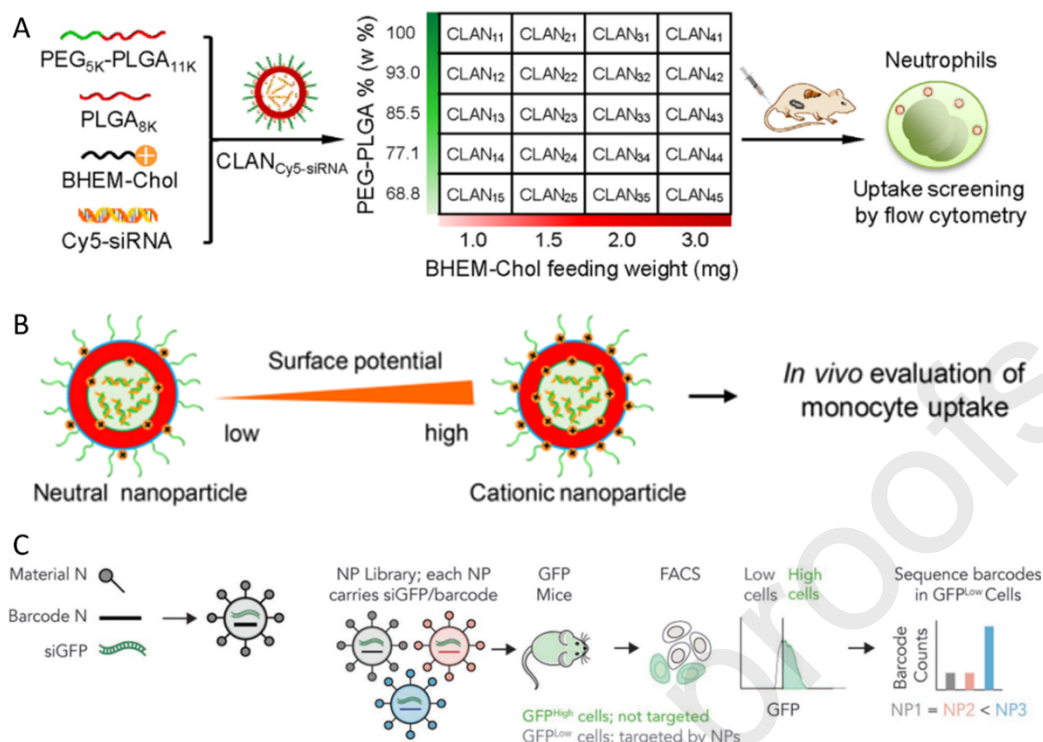 A
PEG5K-PLGA11K
PLGA8K
BHEM-Chol
Cy5-siRNA
CLANCy5-siRNA
PEG-PLGA % (w %)
100
93.0
85.5
77.1
68.8
CLAN11 CLAN21 CLAN31 CLAN41
CLAN12 CLAN22 CLAN32 CLAN42
CLAN13 CLAN23 CLAN33 CLAN43
CLAN14 CLAN24 CLAN34 CLAN44
CLAN15 CLAN25 CLAN35 CLAN45
1.0 1.5 2.0 3.0
BHEM-Chol feeding weight (mg)
Neutrophils
Uptake screening
by flow cytometry
B
Surface potential
low high
Neutral nanoparticle
Cationic nanoparticle
In vivo evaluation of
monocyte uptake
C
Material N
Barcode N
siGFP
NP Library; each NP
carries siGFP/barcode
GFP
Mice
GFPHigh cells; not targeted
GFPLow cells; targeted by NPs
FACS
Low
cells
High
cells
GFP
Sequence barcodes
in GFPLow Cells
Barcode
Counts
NP1 = NP2 < NP3
proofs